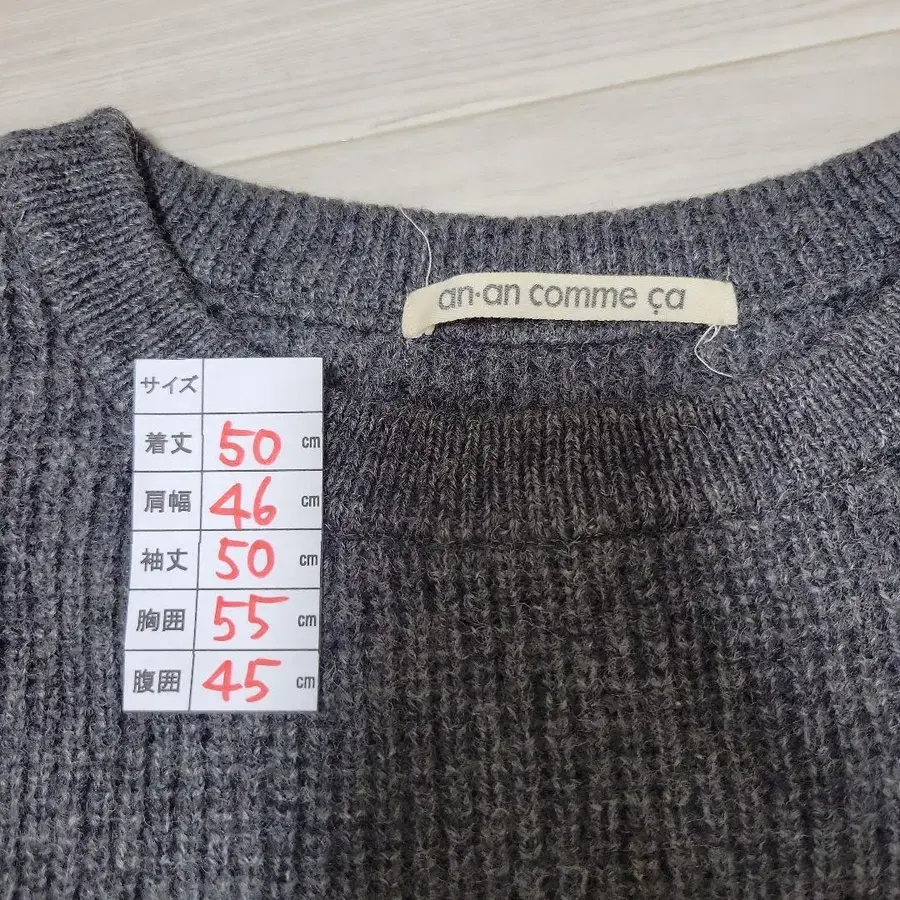 an·an comme ça
サイズ
着丈 50 cm
肩幅 46 cm
袖丈 50 cm
胸囲 55 cm
腹囲 45 cm